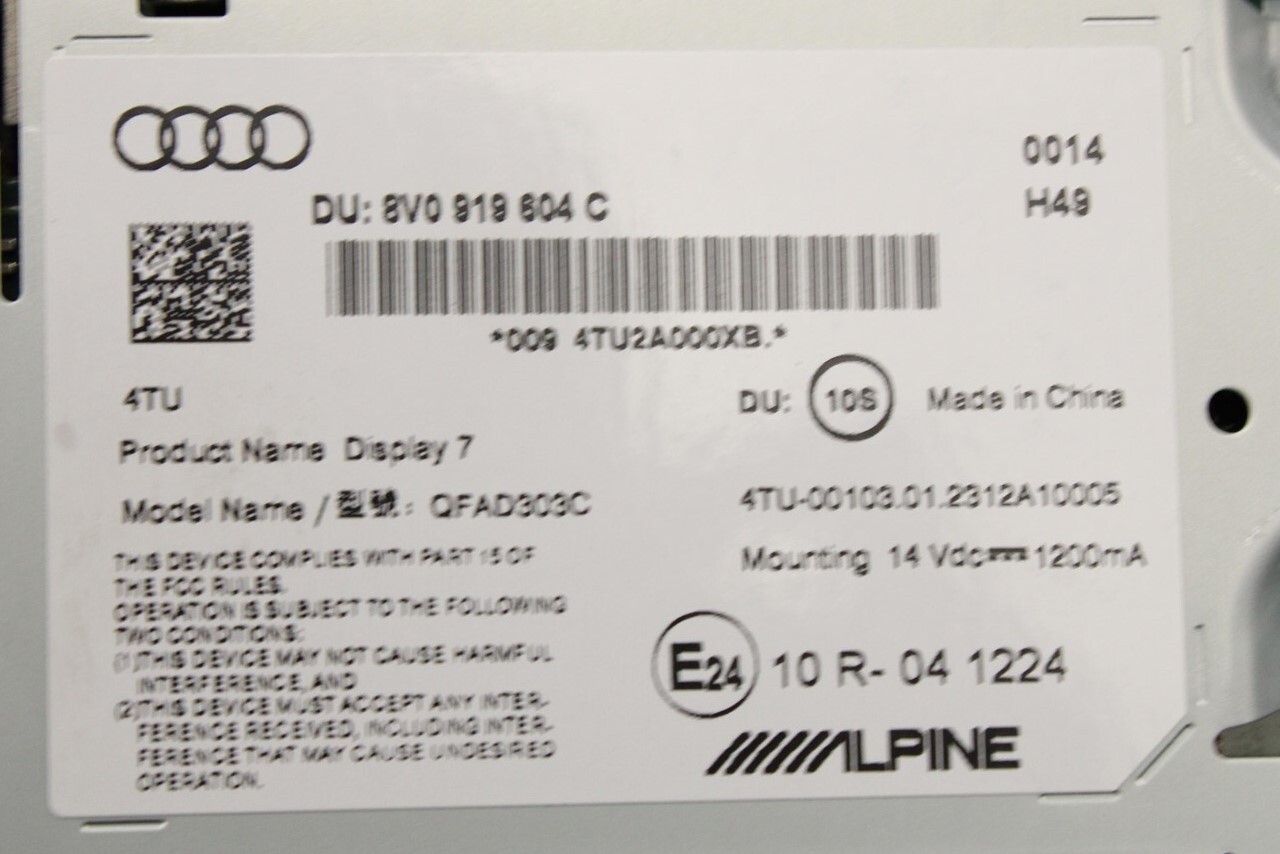 0014
H49
DU: 8V0 919 604 C
*009 4TU2A000XB.*
4TU
DU: 10S Made in China
Product Name Display 7
Model Name / 型號: QFAD303C
4TU-00103.01.2312A10005
Mounting 14 Vdc 1200mA
THIS DEVICE COMPLIES WITH PART 15 OF
THE FCC RULES.
OPERATION IS SUBJECT TO THE FOLLOWING
TWO CONDITIONS:
(1)THIS DEVICE MAY NOT CAUSE HARMFUL
INTERFERENCE, AND
(2)THIS DEVICE MUST ACCEPT ANY INTER-
FERENCE RECEIVED, INCLUDING INTER-
FERENCE THAT MAY CAUSE UNDESIRED
OPERATION.
E24 10 R- 04 1224
ALPINE